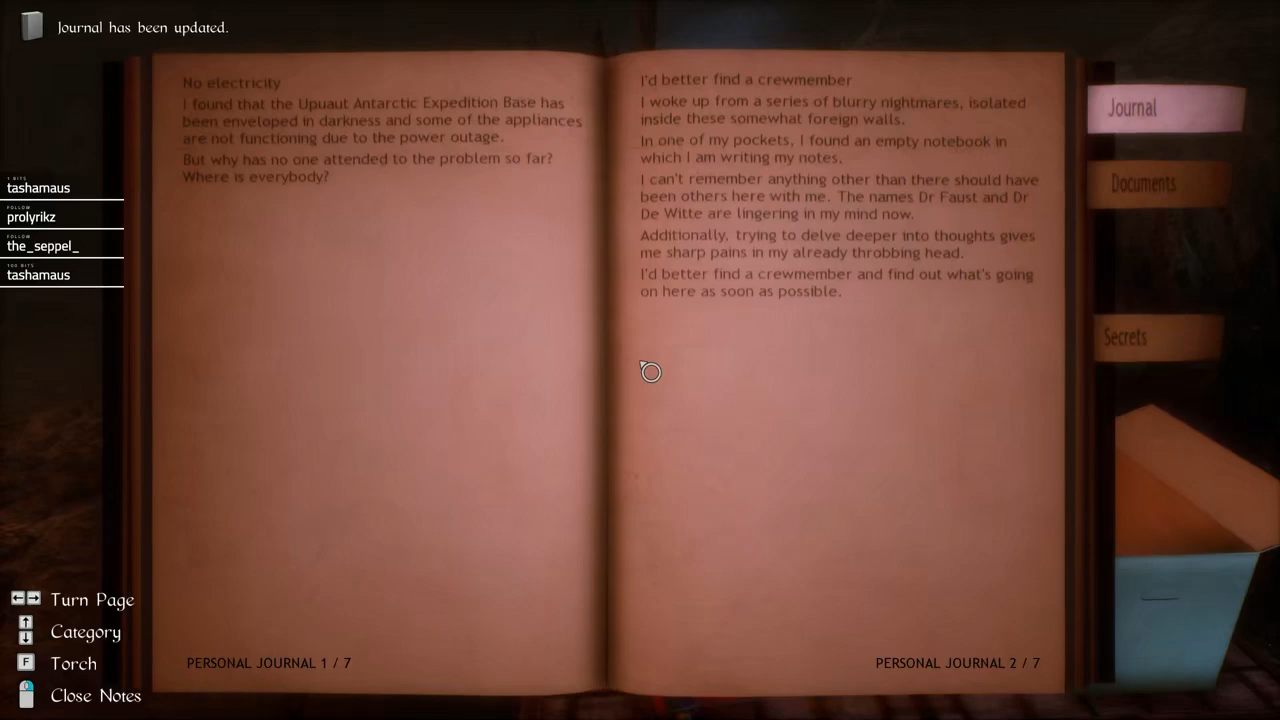 Journal has been updated.
No electricity
I found that the Upuaut Antarctic Expedition Base has
been enveloped in darkness and some of the appliances
are not functioning due to the power outage.
But why has no one attended to the problem so far?
Where is everybody?
PERSONAL JOURNAL 1 / 7
I'd better find a crewmember
I woke up from a series of blurry nightmares, isolated
inside these somewhat foreign walls.
In one of my pockets, I found an empty notebook in
which I am writing my notes.
I can't remember anything other than there should have
been others here with me. The names Dr Faust and Dr
De Witte are lingering in my mind now.
Additionally, trying to delve deeper into thoughts gives
me sharp pains in my already throbbing head.
I'd better find a crewmember and find out what's going
on here as soon as possible.
PERSONAL JOURNAL 2 / 7
Journal
Documents
Secrets
1 BITS
tashamaus
FOLLOW
prolyrikz
FOLLOW
the_seppel_
100 BITS
tashamaus
Turn Page
Category
F Torch
Close Notes